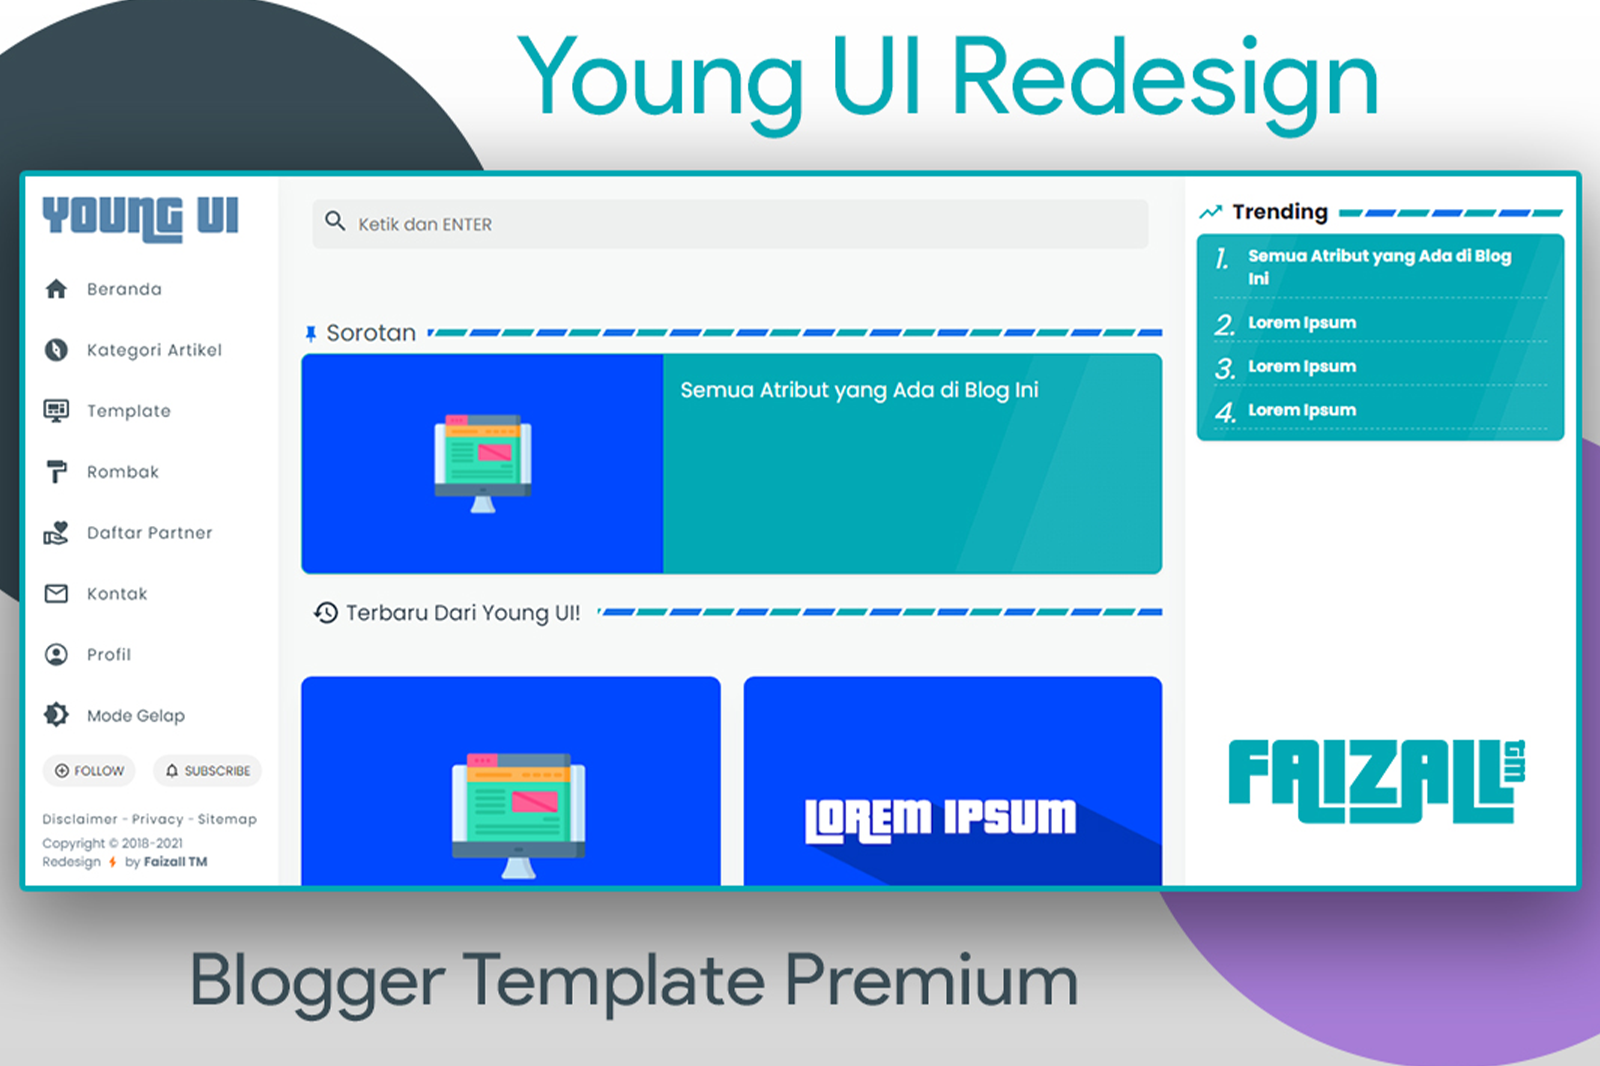 Young UI Redesign
YOUNG UI
Beranda
Kategori Artikel
Template
Rombak
Daftar Partner
Kontak
Profil
Mode Gelap
FOLLOW
SUBSCRIBE
Disclaimer - Privacy - Sitemap
Copyright © 2018-2021
Redesign ⚡ by Faizall TM
Ketik dan ENTER
Sorotan
Semua Atribut yang Ada di Blog Ini
Terbaru Dari Young UI!
LOREM IPSUM
Trending
1. Semua Atribut yang Ada di Blog
Ini
2. Lorem Ipsum
3. Lorem Ipsum
4. Lorem Ipsum
FAIZALL TM
Blogger Template Premium